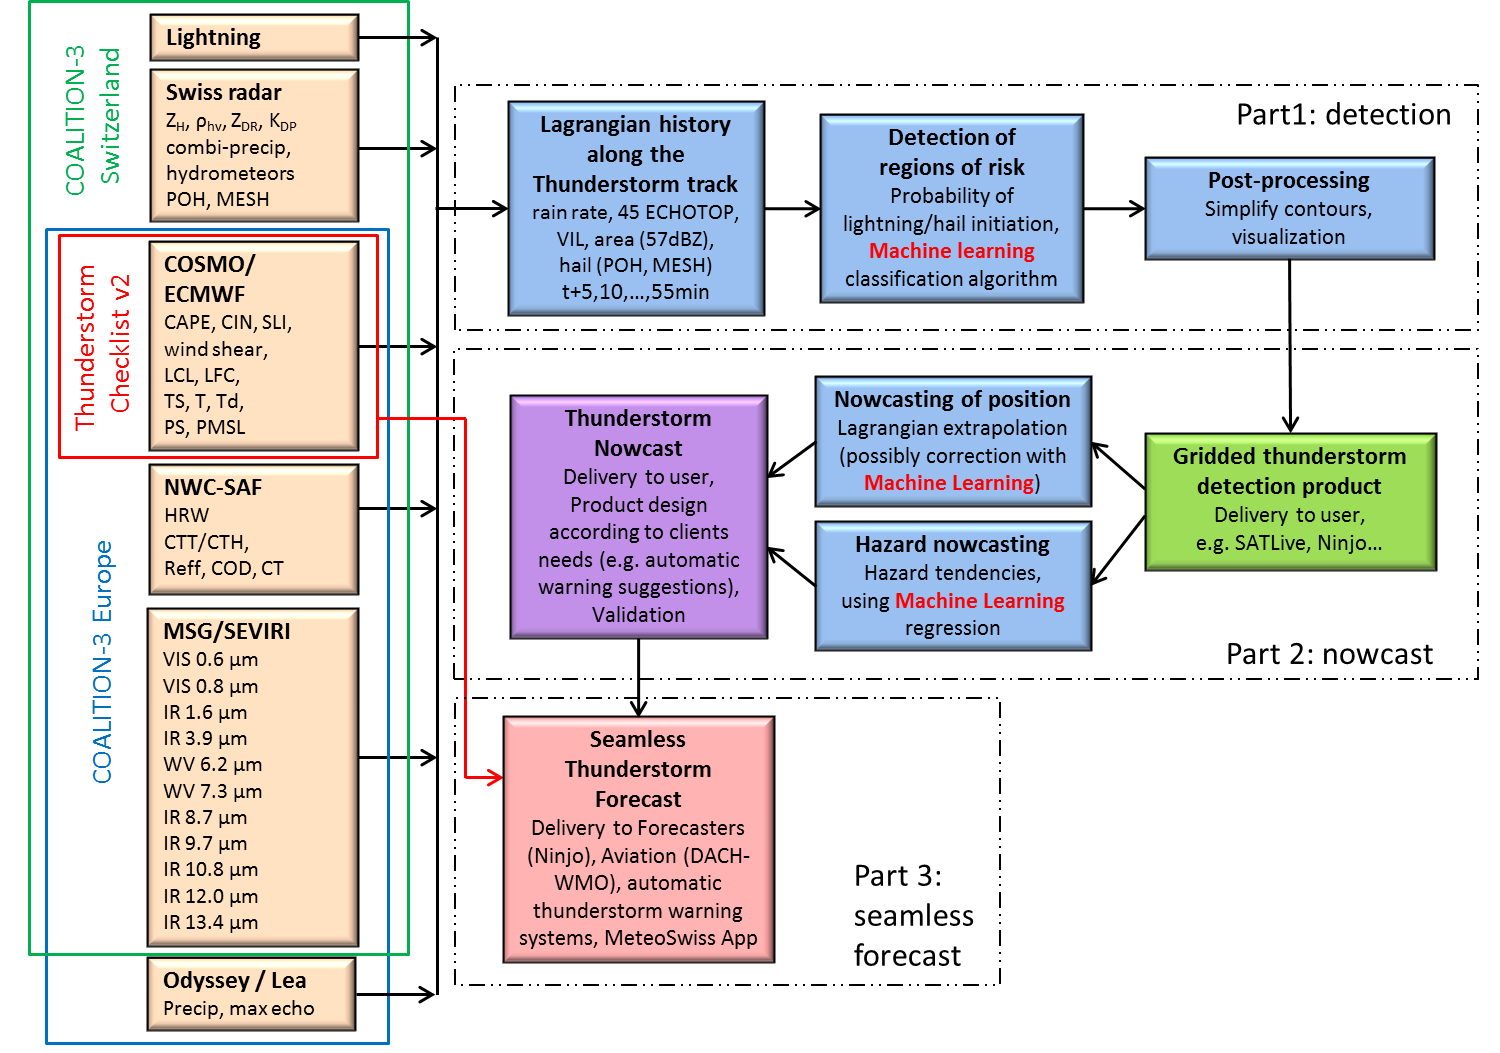 COALITION-3
Switzerland
Lightning
Swiss radar
ZH, ρhv, ZDR, KDP
combi-precip,
hydrometeors
POH, MESH
Thunderstorm
Checklist v2
COSMO/
ECMWF
CAPE, CIN, SLI,
wind shear,
LCL, LFC,
TS, T, Td,
PS, PMSL
COALITION-3 Europe
NWC-SAF
HRW
CTT/CTH,
Reff, COD, CT
MSG/SEVIRI
VIS 0.6 µm
VIS 0.8 µm
IR 1.6 µm
IR 3.9 µm
WV 6.2 µm
WV 7.3 µm
IR 8.7 µm
IR 9.7 µm
IR 10.8 µm
IR 12.0 µm
IR 13.4 µm
Odyssey / Lea
Precip, max echo
Part1: detection
Lagrangian history
along the
Thunderstorm track
rain rate, 45 ECHOTOP,
VIL, area (57dBZ),
hail (POH, MESH)
t+5,10,...,55min
Detection of
regions of risk
Probability of
lightning/hail initiation,
Machine learning
classification algorithm
Post-processing
Simplify contours,
visualization
Gridded thunderstorm
detection product
Delivery to user,
e.g. SATLive, Ninjo...
Nowcasting of position
Lagrangian extrapolation
(possibly correction with
Machine Learning)
Hazard nowcasting
Hazard tendencies,
using Machine Learning
regression
Thunderstorm
Nowcast
Delivery to user,
Product design
according to clients
needs (e.g. automatic
warning suggestions),
Validation
Part 2: nowcast
Seamless
Thunderstorm
Forecast
Delivery to Forecasters
(Ninjo), Aviation (DACH-
WMO), automatic
thunderstorm warning
systems, MeteoSwiss App
Part 3:
seamless
forecast